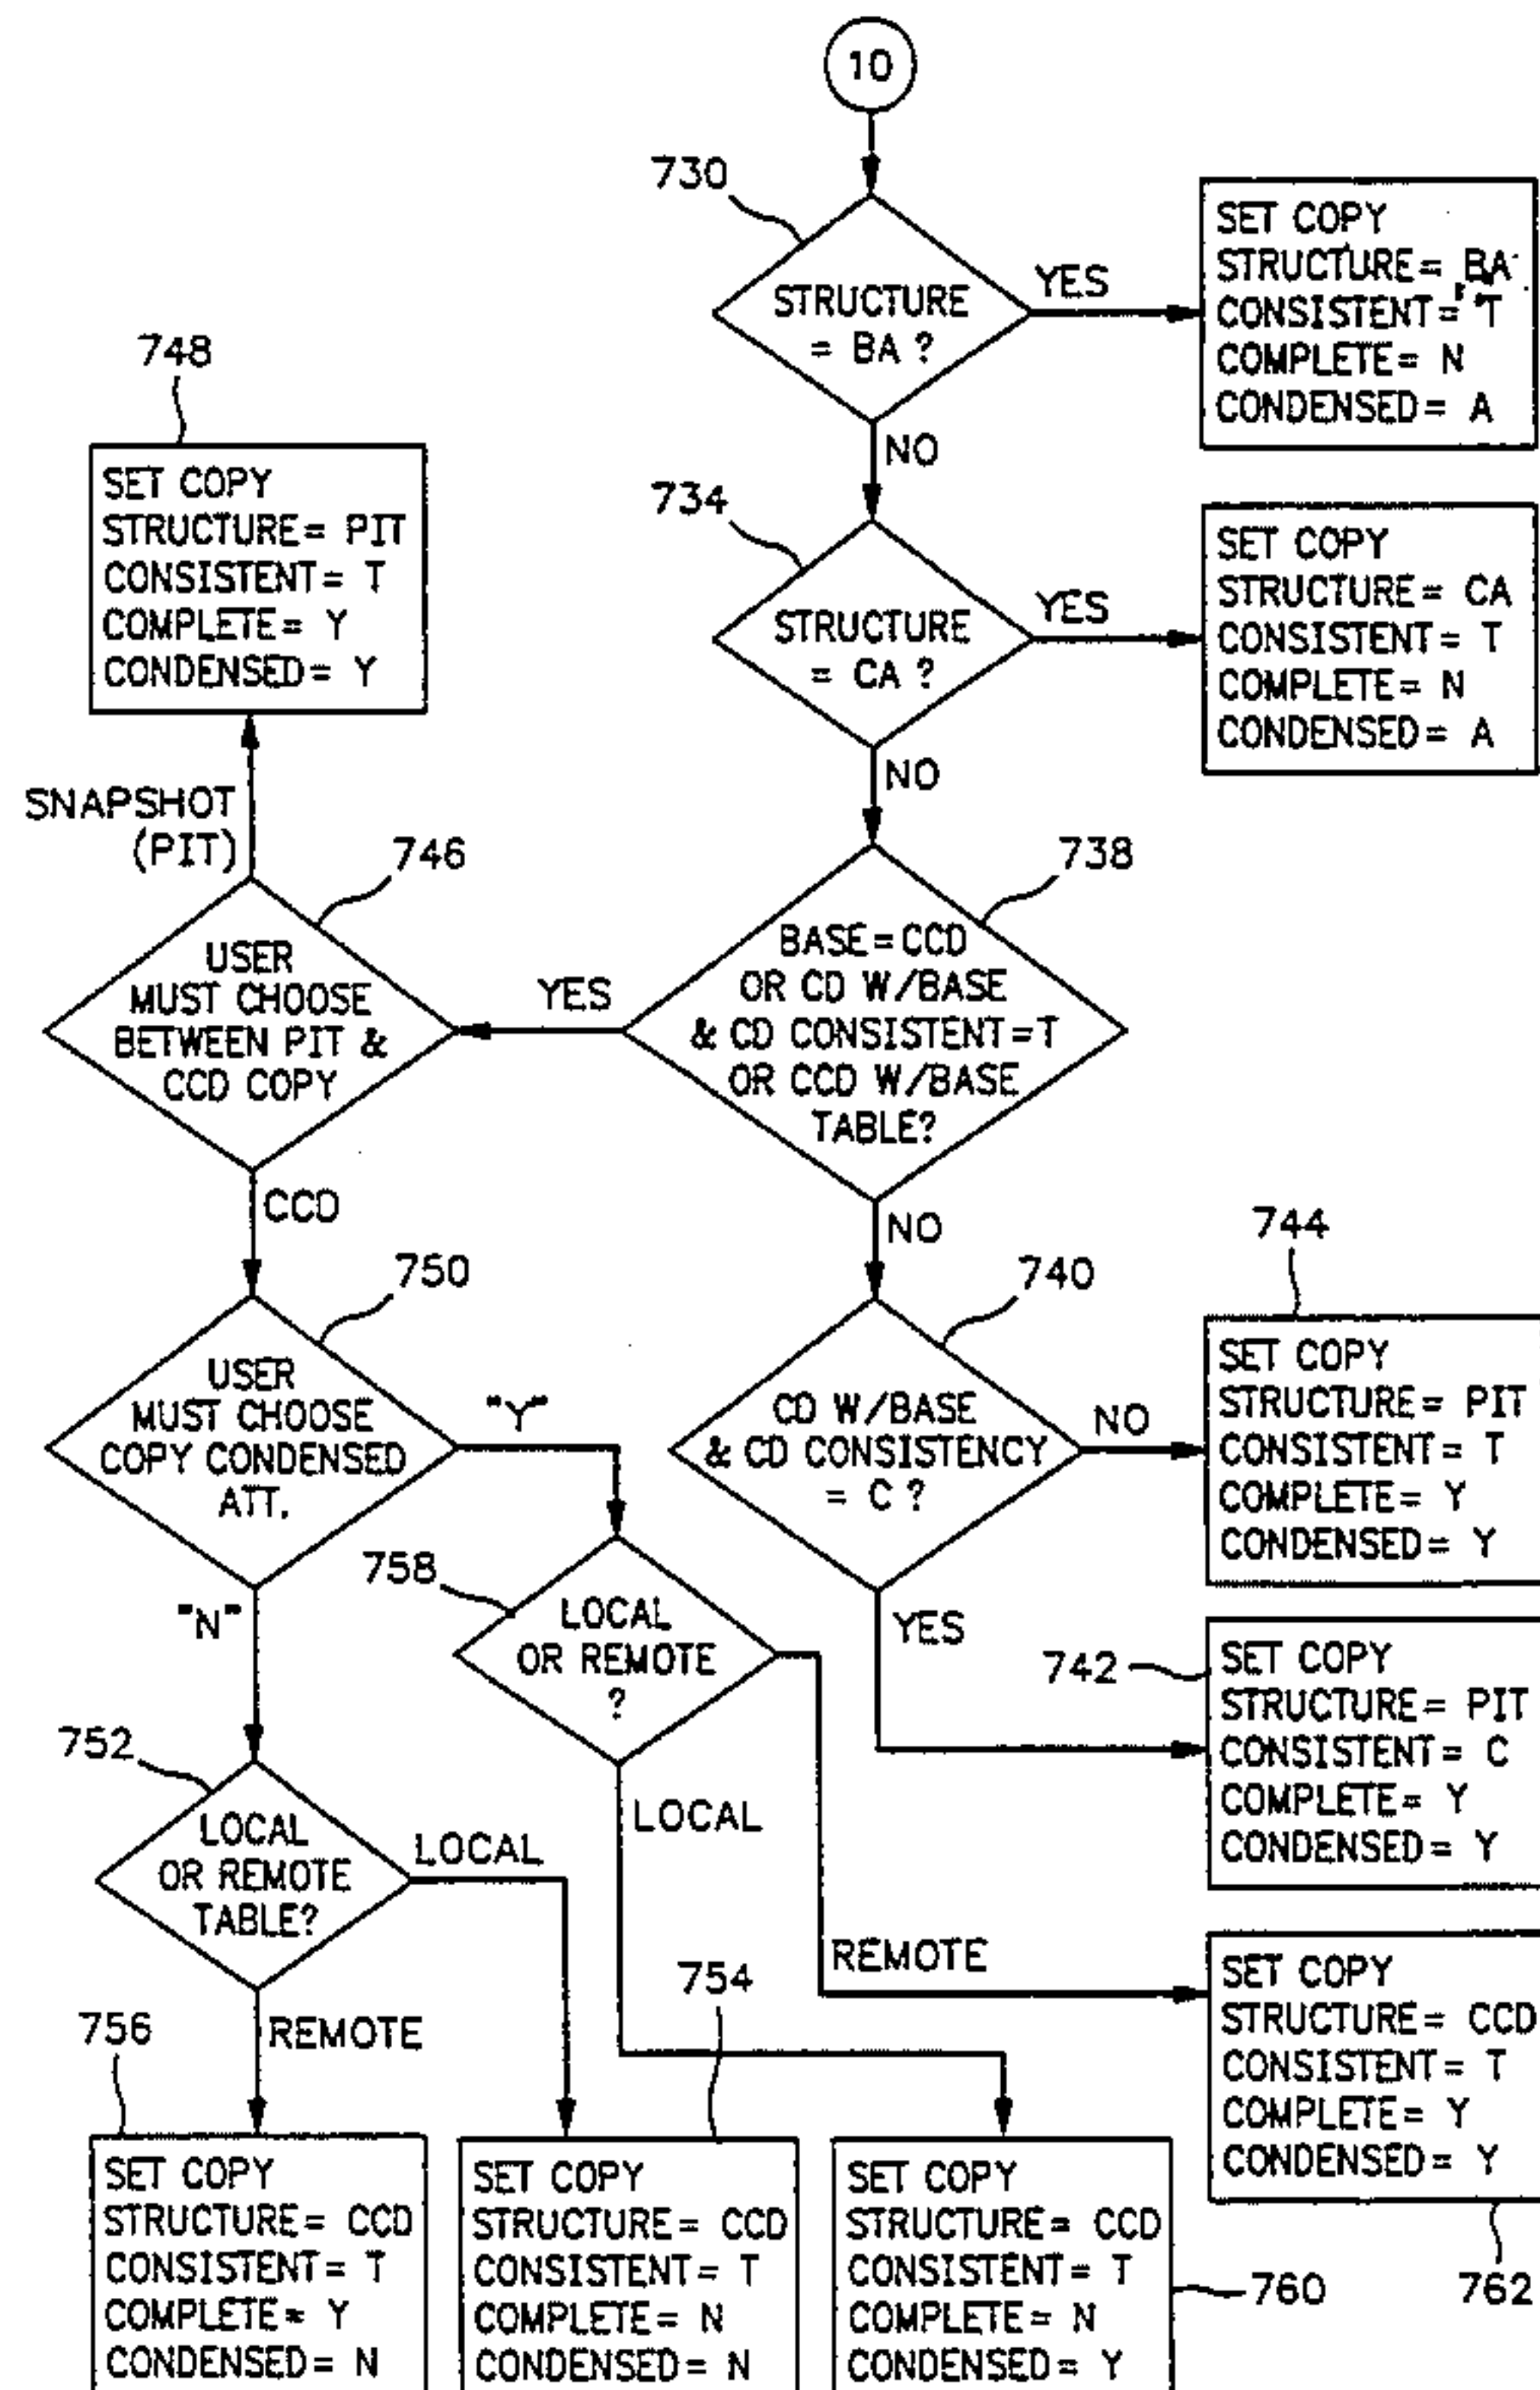 10
730
STRUCTURE
= BA ?
YES
SET COPY
STRUCTURE= BA
CONSISTENT= T
COMPLETE= N
CONDENSED= A
NO
734
STRUCTURE
= CA ?
YES
SET COPY
STRUCTURE= CA
CONSISTENT= T
COMPLETE= N
CONDENSED= A
NO
748
SET COPY
STRUCTURE= PIT
CONSISTENT= T
COMPLETE= Y
CONDENSED= Y
SNAPSHOT
(PIT)
746
USER
MUST CHOOSE
BETWEEN PIT &
CCD COPY
YES
738
BASE=CCD
OR CD W/BASE
& CD CONSISTENT=T
OR CCD W/BASE
TABLE?
CCD
NO
750
USER
MUST CHOOSE
COPY CONDENSED
ATT.
"Y"
"N"
740
CD W/BASE
& CD CONSISTENCY
= C ?
NO
YES
744
SET COPY
STRUCTURE= PIT
CONSISTENT= T
COMPLETE= Y
CONDENSED= Y
742
SET COPY
STRUCTURE= PIT
CONSISTENT= C
COMPLETE= Y
CONDENSED= Y
758
LOCAL
OR REMOTE
?
LOCAL
REMOTE
752
LOCAL
OR REMOTE
TABLE?
LOCAL
REMOTE
756
SET COPY
STRUCTURE= CCD
CONSISTENT= T
COMPLETE= Y
CONDENSED= N
754
SET COPY
STRUCTURE= CCD
CONSISTENT= T
COMPLETE= N
CONDENSED= N
SET COPY
STRUCTURE= CCD
CONSISTENT= T
COMPLETE= N
CONDENSED= Y
760
SET COPY
STRUCTURE= CCD
CONSISTENT= T
COMPLETE= Y
CONDENSED= Y
762